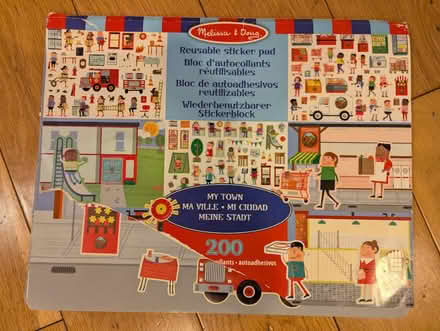 Melissa & Doug
Reusable sticker pad
Bloc d'autocollants
réutilisables
Bloc de autoadhesivos
reutilizables
Wiederbenutzbarer
Stickerblock
MY TOWN
MA VILLE • MI CIUDAD
MEINE STADT
200
autoadhesivos